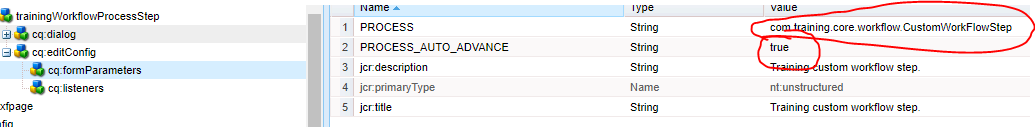 trainingWorkflowProcessStep
cq:dialog
cq:editConfig
cq:formParameters
cq:listeners
xfpage
Name Type Value
1 PROCESS String com.training.core.workflow.CustomWorkFlowStep
2 PROCESS_AUTO_ADVANCE String true
3 jcr:description String Training custom workflow step.
4 jcr:primaryType Name nt:unstructured
5 jcr:title String Training custom workflow step.